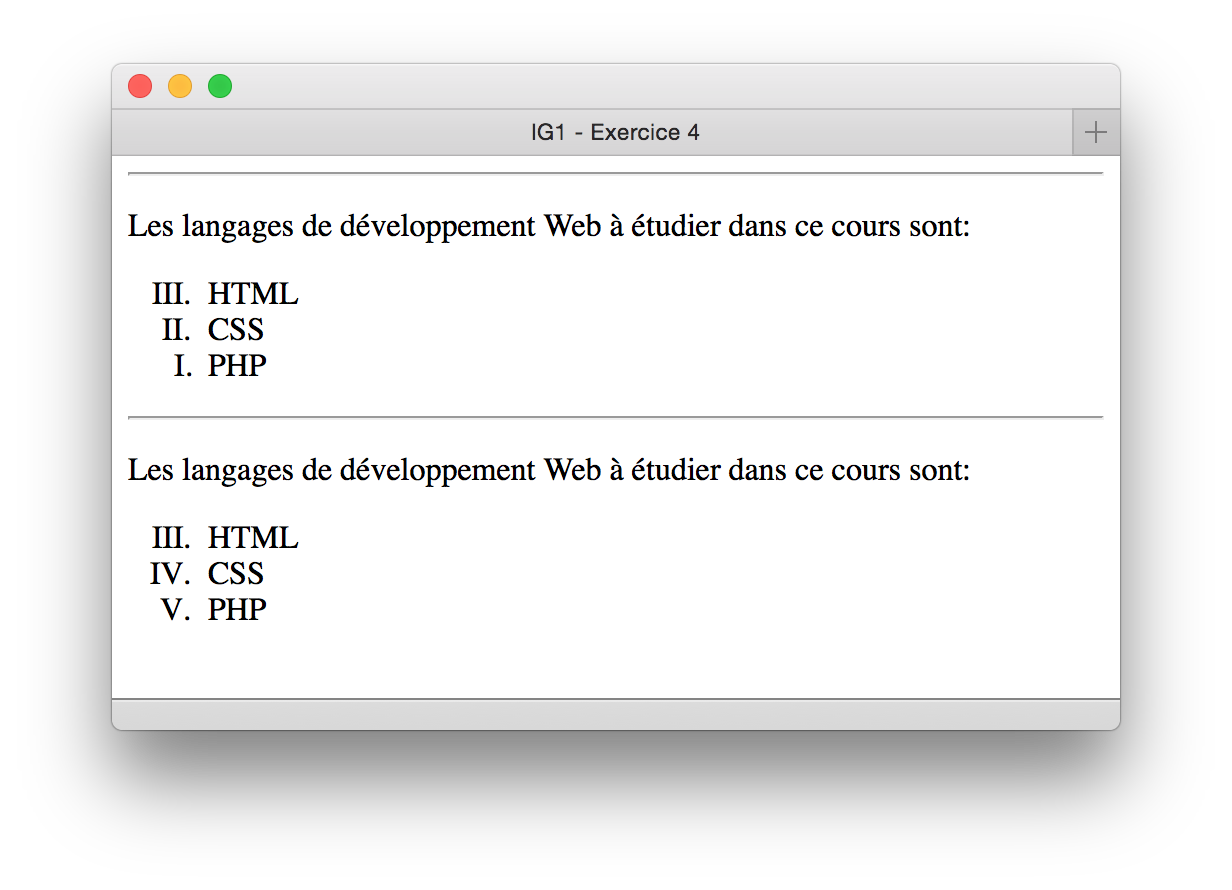 IG1 - Exercice 4
Les langages de développement Web à étudier dans ce cours sont:
III. HTML
II. CSS
I. PHP
Les langages de développement Web à étudier dans ce cours sont:
III. HTML
IV. CSS
V. PHP